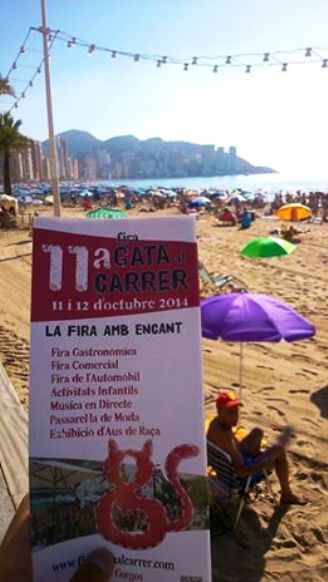 Fira
11a GATA al
CARRER
11 i 12 d'octubre 2014
LA FIRA AMB ENCANT
Fira Gastronòmica
Fira Comercial
Fira de l'Automòbil
Activitats Infantils
Música en Directe
Passarel·la de Moda
Exhibició d'Aus de Raça
Gorgos